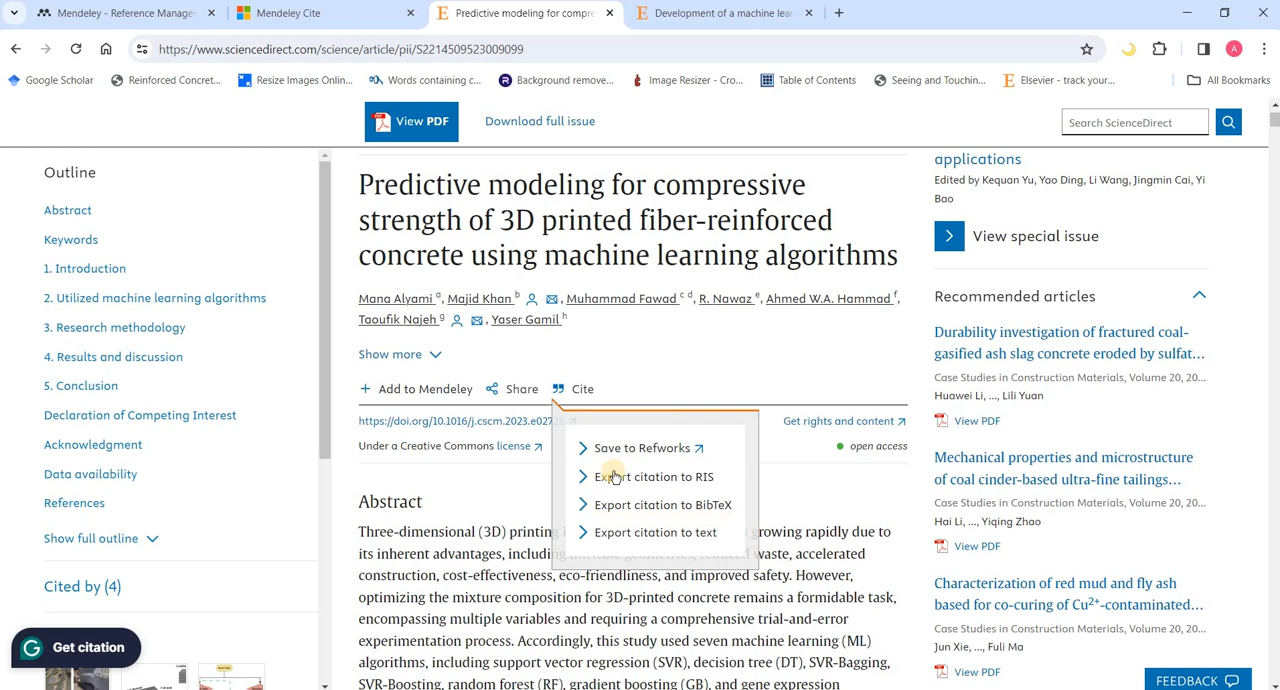 Mendeley - Reference Manage
Mendeley Cite
Predictive modeling for compre
Development of a machine lear
https://www.sciencedirect.com/science/article/pii/S2214509523009099
A
Google Scholar
Reinforced Concret...
Resize Images Onlin...
Words containing c...
Background remove...
Image Resizer - Cro...
Table of Contents
Seeing and Touchin...
Elsevier - track your...
All Bookmarks
View PDF
Download full issue
Search ScienceDirect
Outline
Abstract
Keywords
1. Introduction
2. Utilized machine learning algorithms
3. Research methodology
4. Results and discussion
5. Conclusion
Declaration of Competing Interest
Acknowledgment
Data availability
References
Show full outline
Cited by (4)
Get citation
Predictive modeling for compressive
strength of 3D printed fiber-reinforced
concrete using machine learning algorithms
Mana Alyami a, Majid Khan b, Muhammad Fawad c d, R. Nawaz e, Ahmed W.A. Hammad f,
Taoufik Najeh g, Yaser Gamil h
Show more
Add to Mendeley Share Cite
https://doi.org/10.1016/j.cscm.2023.e027
Get rights and content
Under a Creative Commons license
open access
Save to Refworks
Export citation to RIS
Export citation to BibTeX
Export citation to text
Abstract
Three-dimensional (3D) printing growing rapidly due to
its inherent advantages, including waste, accelerated
construction, cost-effectiveness, eco-friendliness, and improved safety. However,
optimizing the mixture composition for 3D-printed concrete remains a formidable task,
encompassing multiple variables and requiring a comprehensive trial-and-error
experimentation process. Accordingly, this study used seven machine learning (ML)
algorithms, including support vector regression (SVR), decision tree (DT), SVR-Bagging,
SVR-Boosting, random forest (RF), gradient boosting (GB), and gene expression
applications
Edited by Kequan Yu, Yao Ding, Li Wang, Jingmin Cai, Yi
Bao
View special issue
Recommended articles
Durability investigation of fractured coal-
gasified ash slag concrete eroded by sulfat...
Case Studies in Construction Materials, Volume 20, 20...
Huawei Li, ..., Lili Yuan
View PDF
Mechanical properties and microstructure
of coal cinder-based ultra-fine tailings...
Case Studies in Construction Materials, Volume 20, 20...
Hai Li, ..., Yiqing Zhao
View PDF
Characterization of red mud and fly ash
based for co-curing of Cu2+-contaminated...
Case Studies in Construction Materials, Volume 20, 20...
Jun Xie, ..., Fuli Ma
View PDF
FEEDBACK